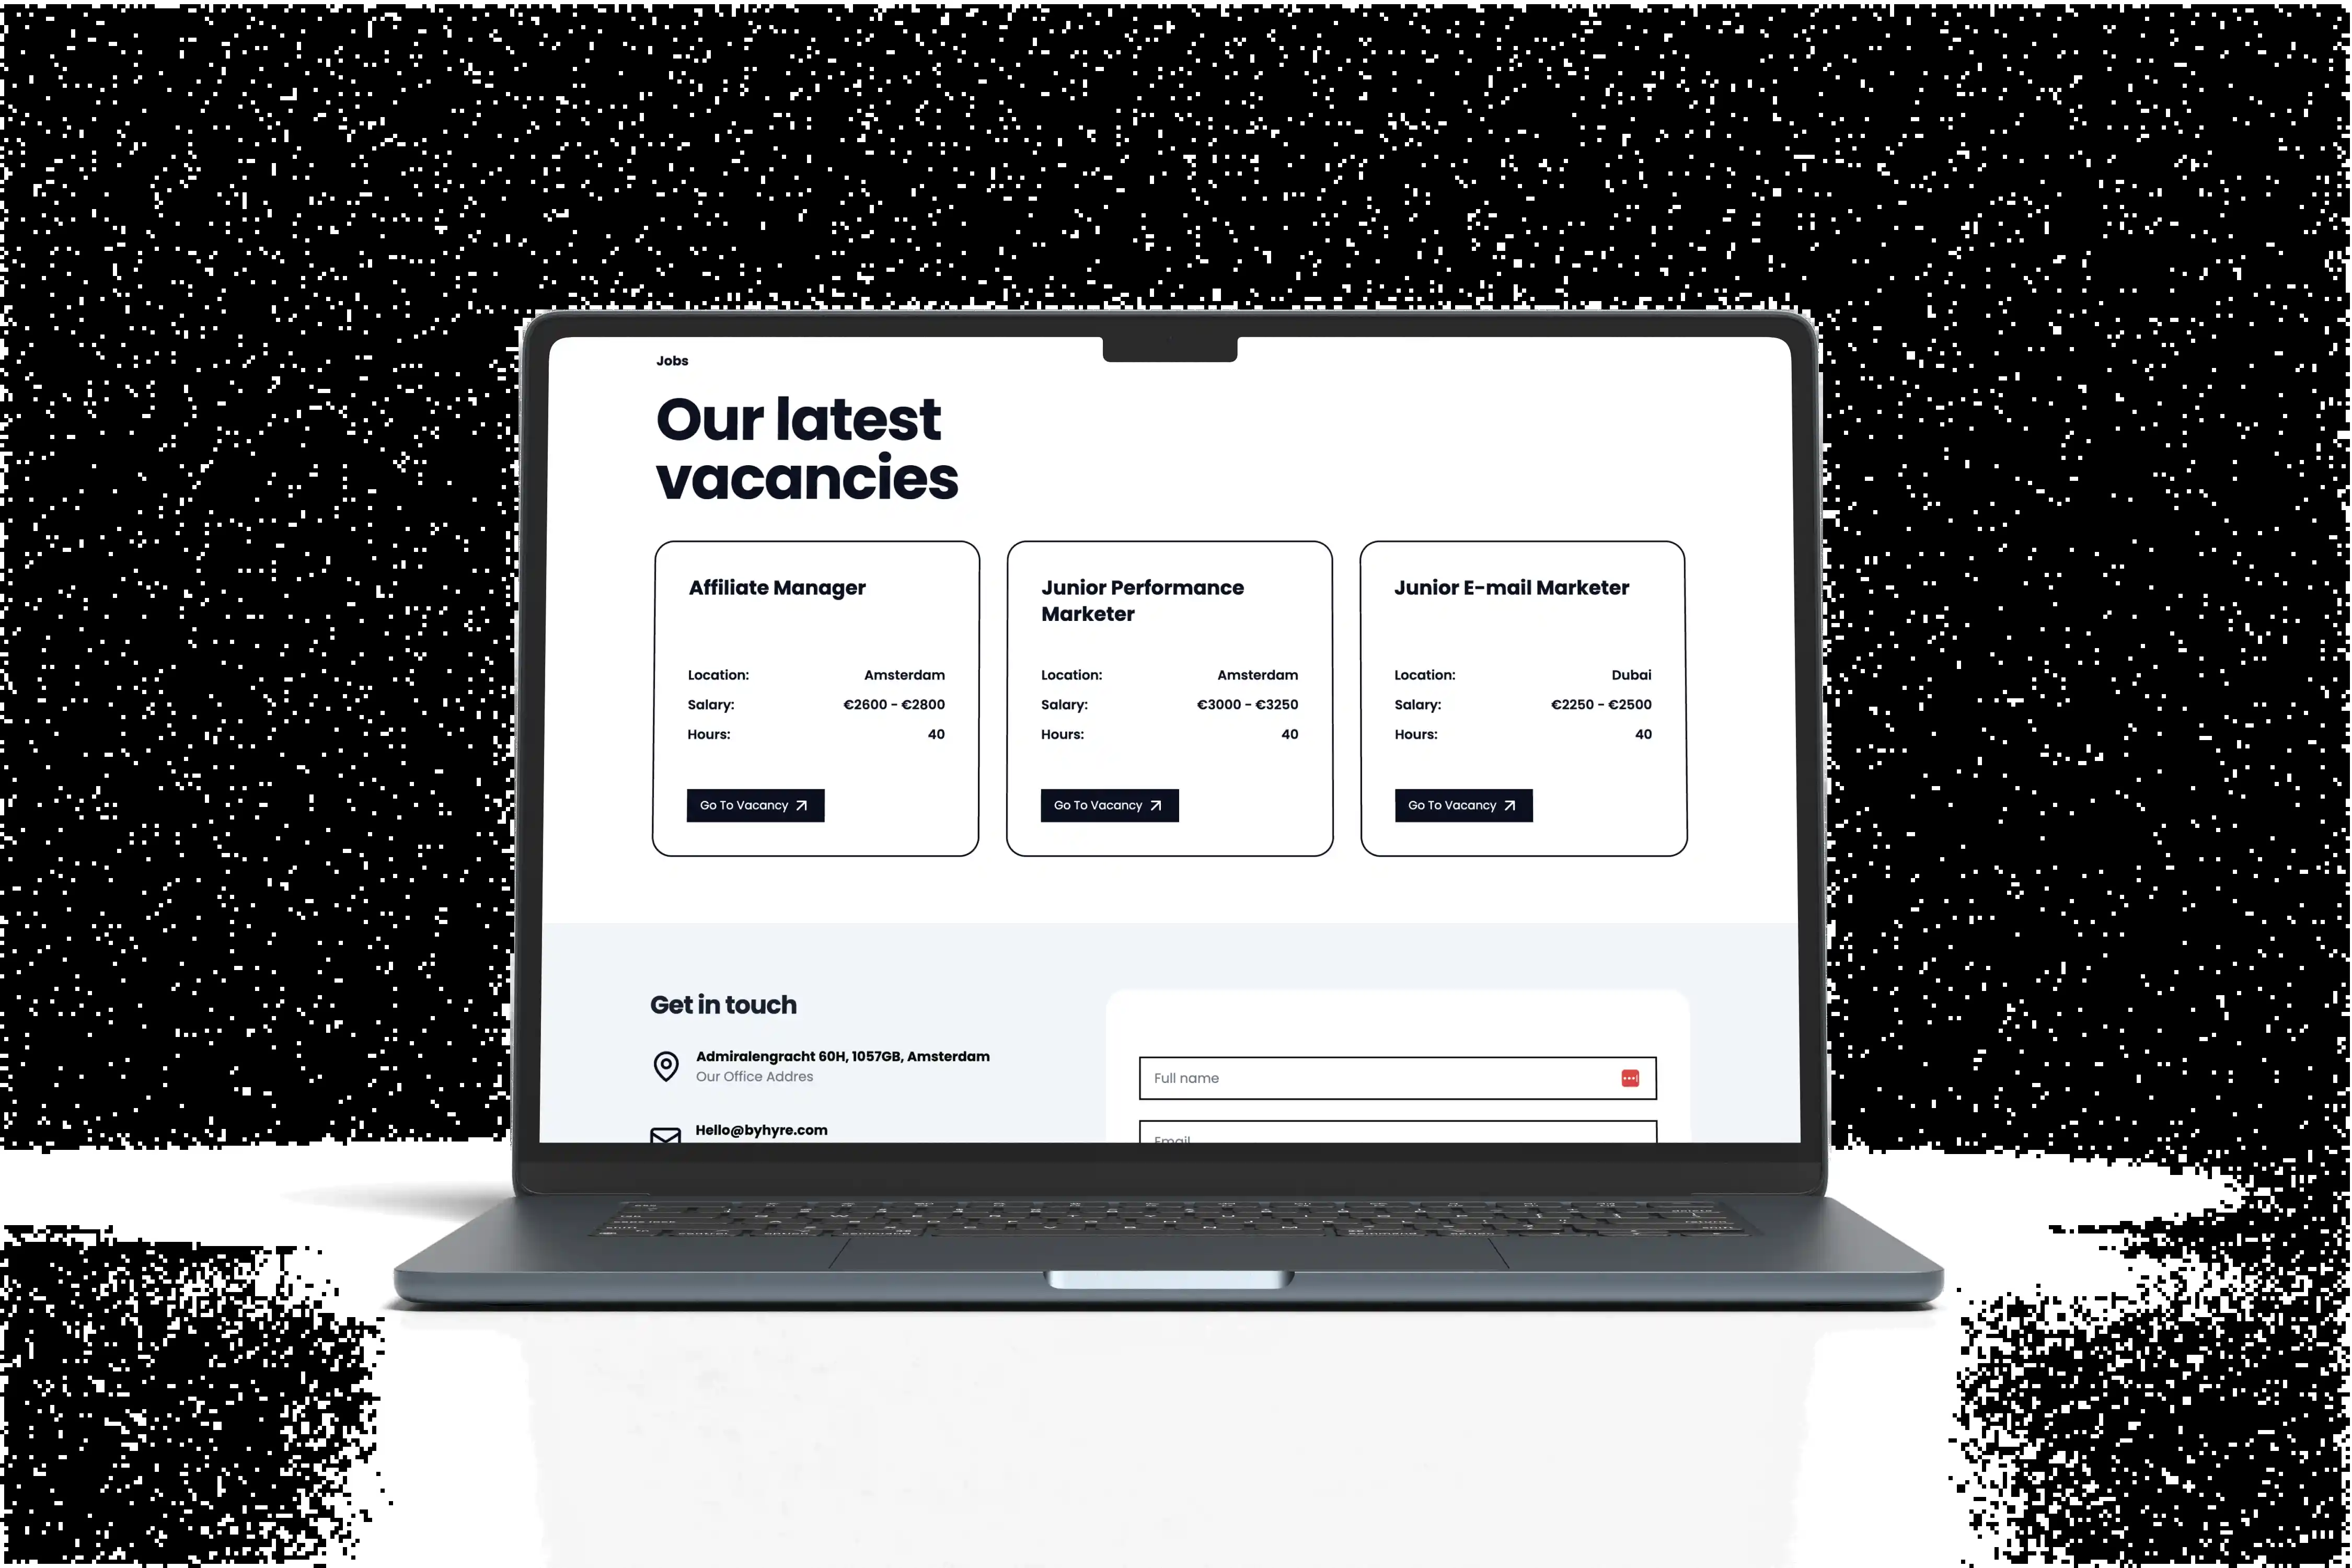 Jobs
Our latest
vacancies
Affiliate Manager
Location: Amsterdam
Salary: €2600 - €2800
Hours: 40
Go To Vacancy
Junior Performance
Marketer
Location: Amsterdam
Salary: €3000 - €3250
Hours: 40
Go To Vacancy
Junior E-mail Marketer
Location: Dubai
Salary: €2250 - €2500
Hours: 40
Go To Vacancy
Get in touch
Admiralengracht 60H, 1057GB, Amsterdam
Our Office Addres
Hello@byhyre.com
Full name
Email